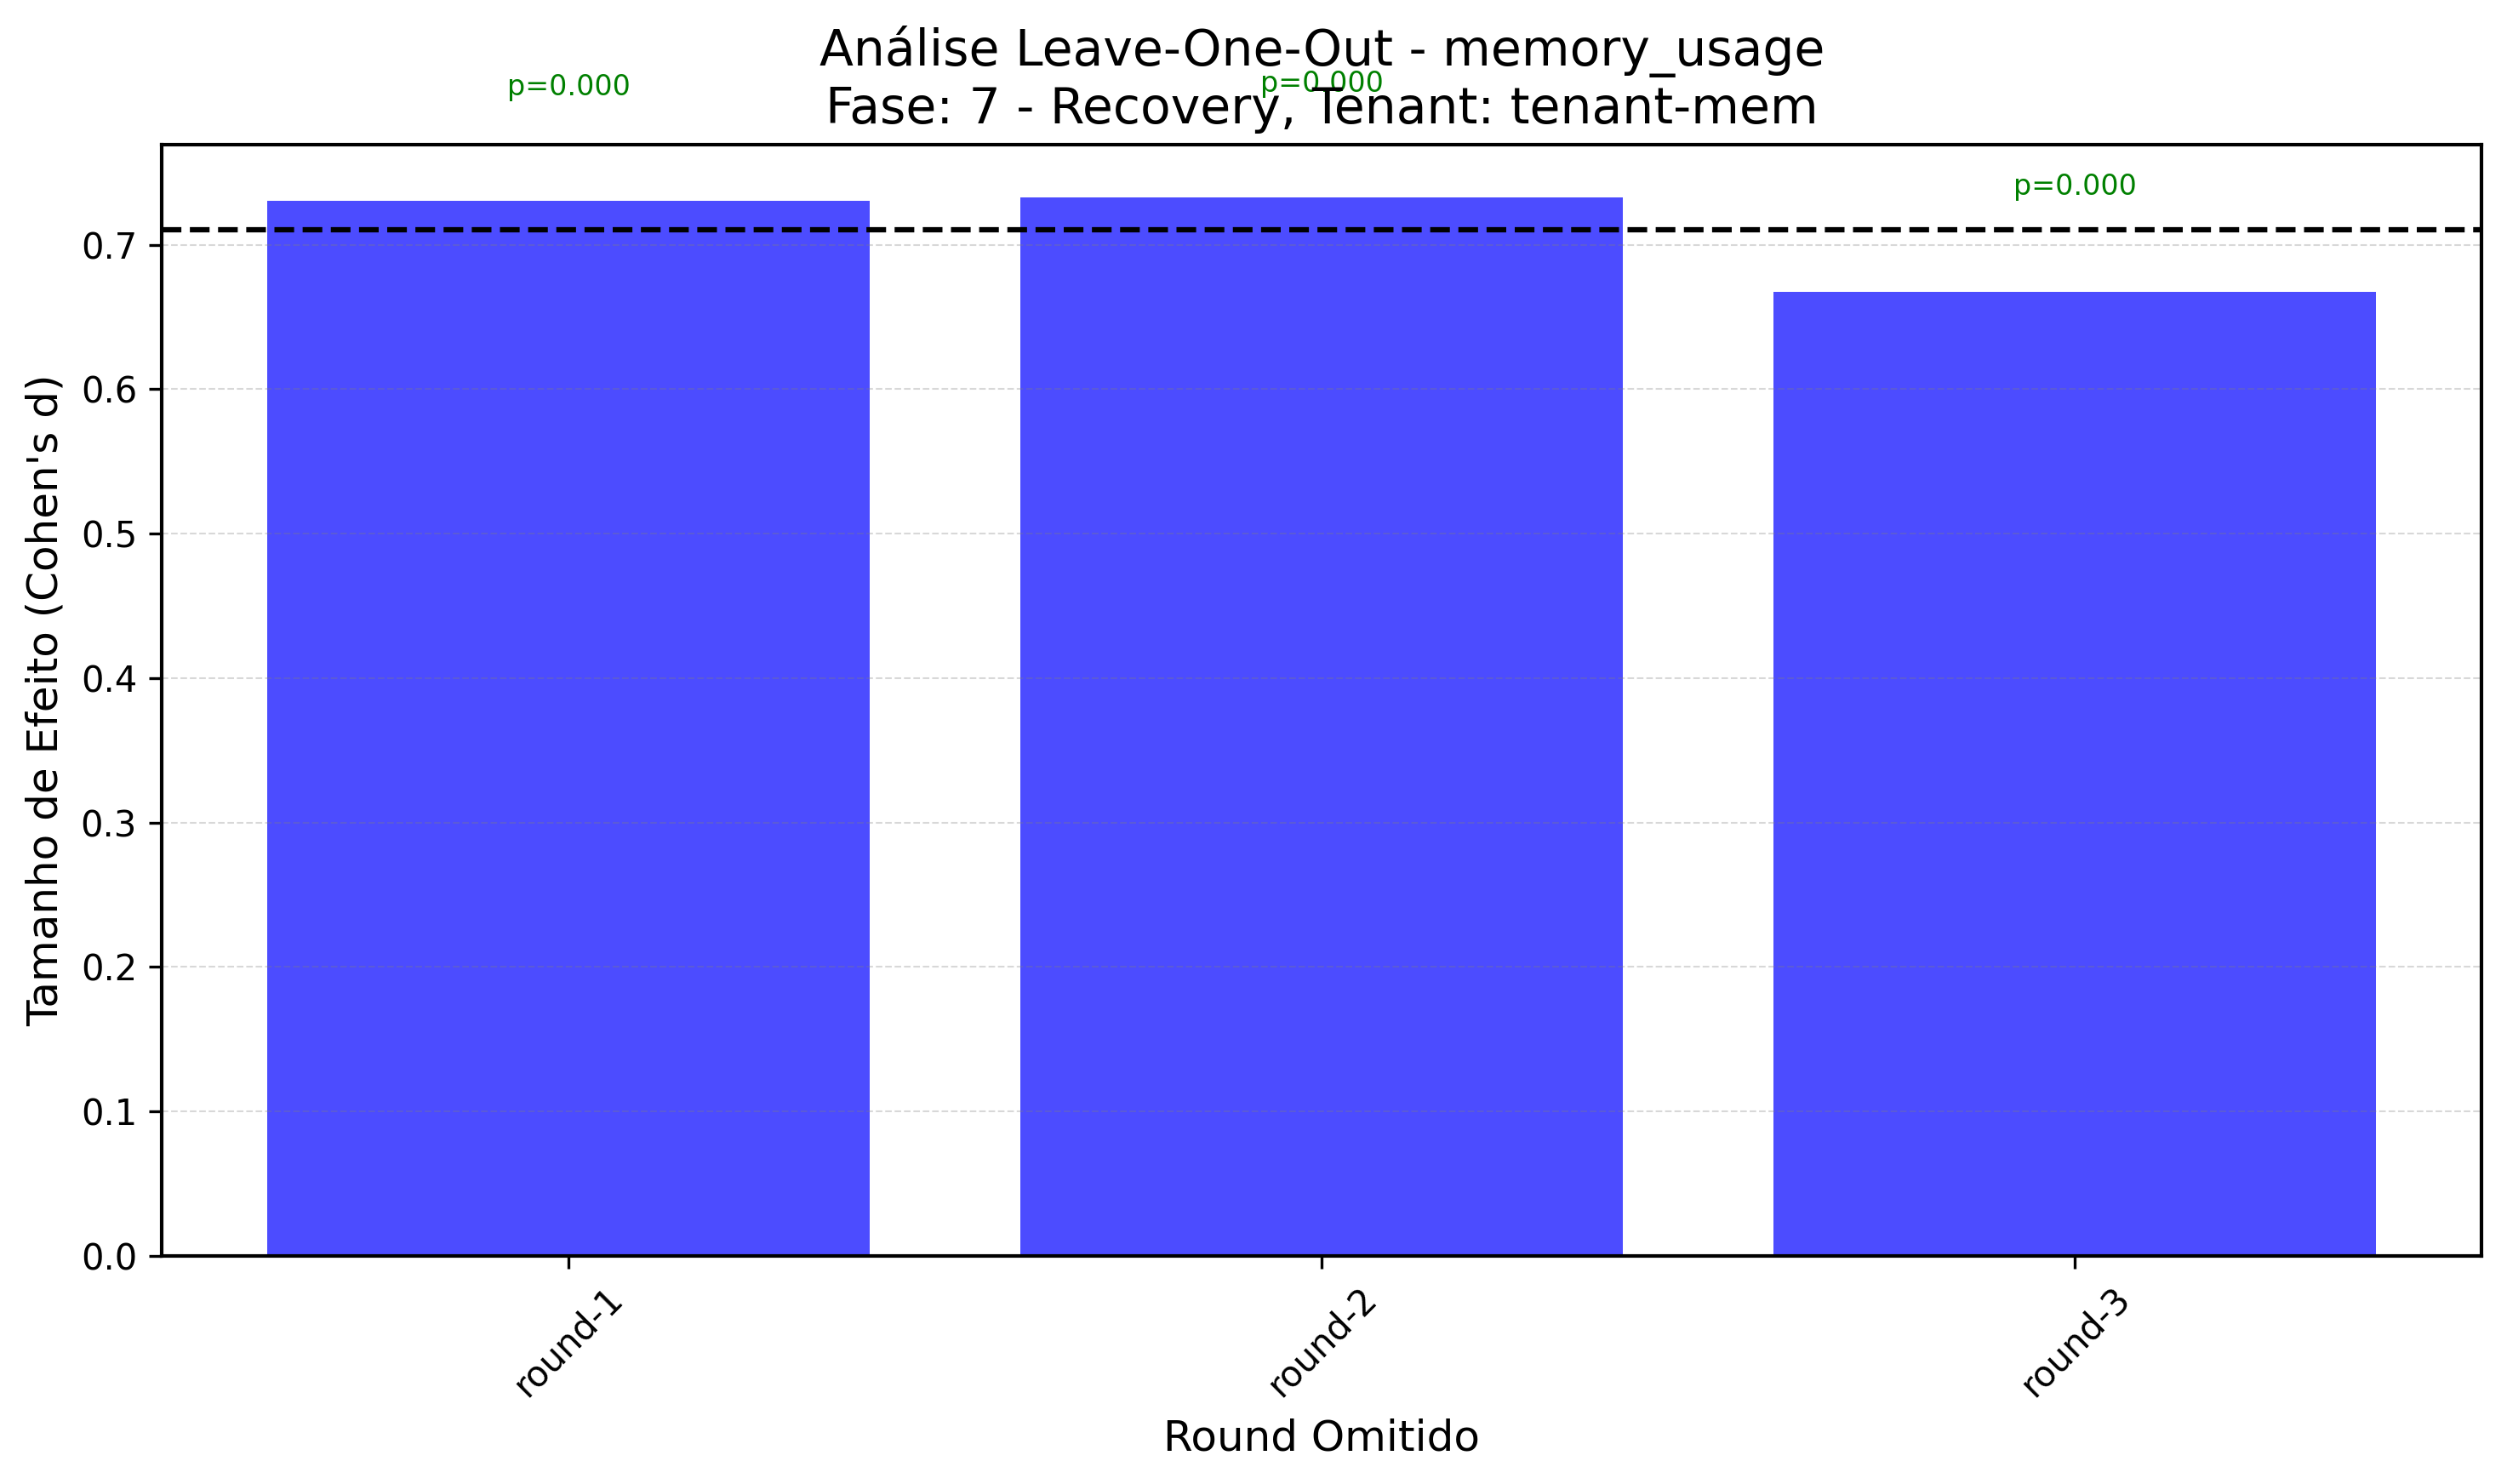 Análise Leave-One-Out - memory_usage
Fase: 7 - Recovery, Tenant: tenant-mem
p=0.000
p=0.000
p=0.000
Tamanho de Efeito (Cohen's d)
0.7
0.6
0.5
0.4
0.3
0.2
0.1
0.0
round-1
round-2
round-3
Round Omitido